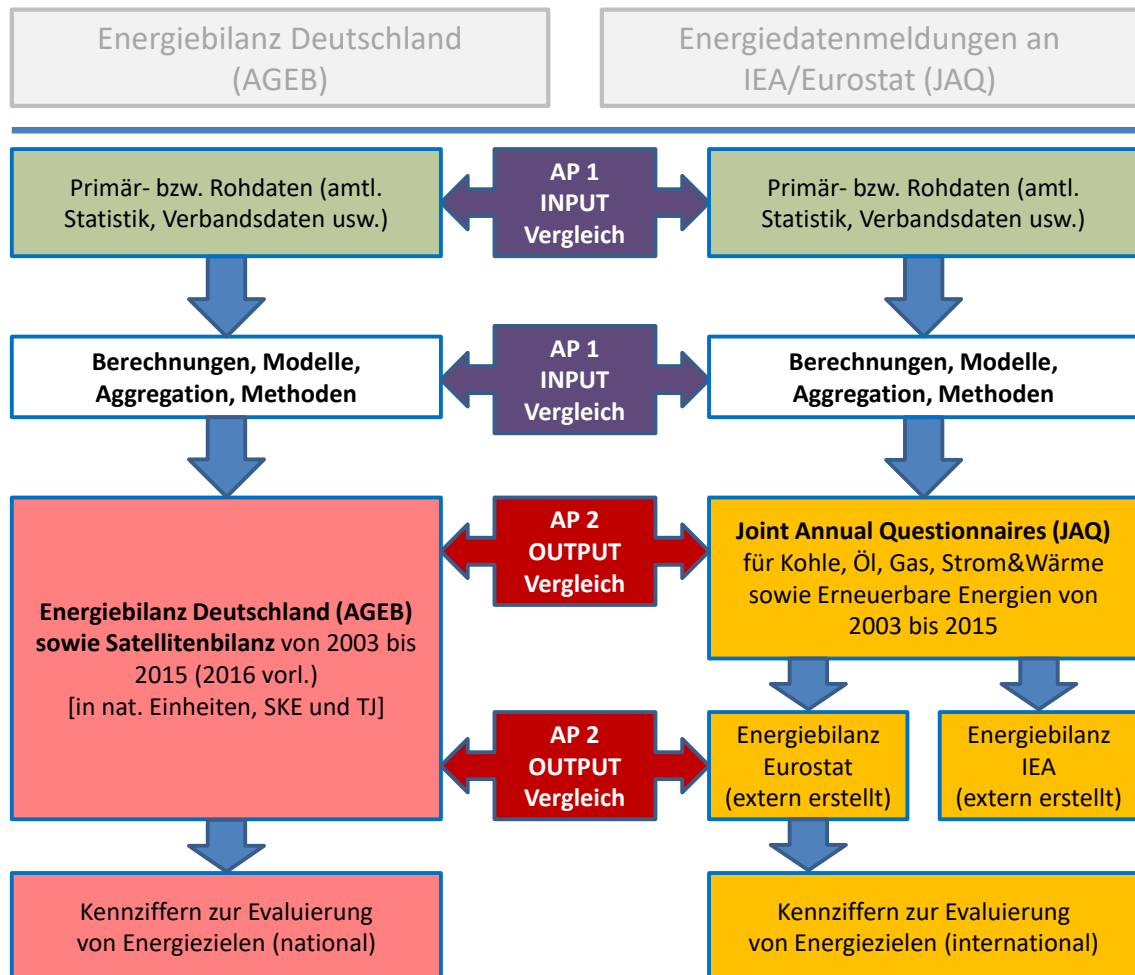 Energiebilanz Deutschland
(AGEB)
Energiedatenmeldungen an
IEA/Eurostat (JAQ)
Primär- bzw. Rohdaten (amtl.
Statistik, Verbandsdaten usw.)
AP 1
INPUT
Vergleich
Primär- bzw. Rohdaten (amtl.
Statistik, Verbandsdaten usw.)
Berechnungen, Modelle,
Aggregation, Methoden
AP 1
INPUT
Vergleich
Berechnungen, Modelle,
Aggregation, Methoden
Energiebilanz Deutschland (AGEB)
sowie Satellitenbilanz von 2003 bis
2015 (2016 vorl.)
[in nat. Einheiten, SKE und TJ]
AP 2
OUTPUT
Vergleich
Joint Annual Questionnaires (JAQ)
für Kohle, Öl, Gas, Strom&Wärme
sowie Erneuerbare Energien von
2003 bis 2015
AP 2
OUTPUT
Vergleich
Energiebilanz
Eurostat
(extern erstellt)
Energiebilanz
IEA
(extern erstellt)
Kennziffern zur Evaluierung
von Energiezielen (national)
Kennziffern zur Evaluierung
von Energiezielen (international)